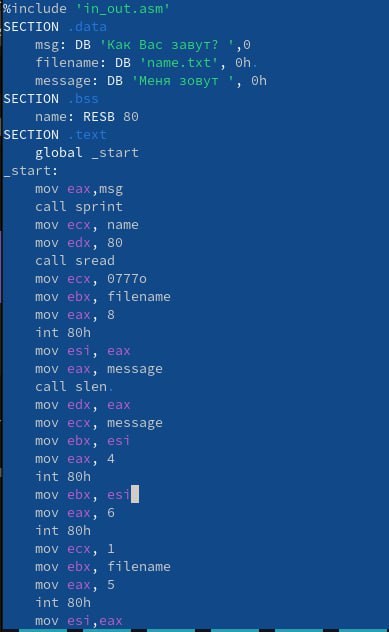 %include 'in_out.asm'
SECTION .data
msg: DB 'Как Вас завут? ',0
filename: DB 'name.txt', 0h
message: DB 'Меня зовут ', 0h
SECTION .bss
name: RESB 80
SECTION .text
global _start
_start:
mov eax,msg
call sprint
mov ecx, name
mov edx, 80
call sread
mov ecx, 0777o
mov ebx, filename
mov eax, 8
int 80h
mov esi, eax
mov eax, message
call slen
mov edx, eax
mov ecx, message
mov ebx, esi
mov eax, 4
int 80h
mov ebx, esi
mov eax, 6
int 80h
mov ecx, 1
mov ebx, filename
mov eax, 5
int 80h
mov esi,eax